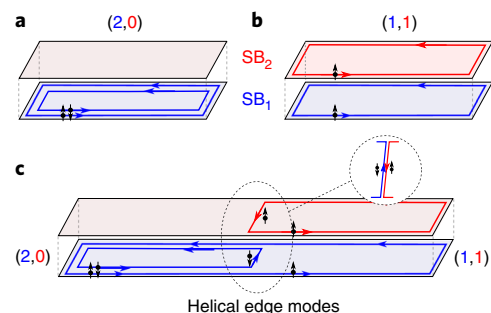 a
(2,0)
b
(1,1)
SB2
SB1
c
(2,0)
(1,1)
Helical edge modes